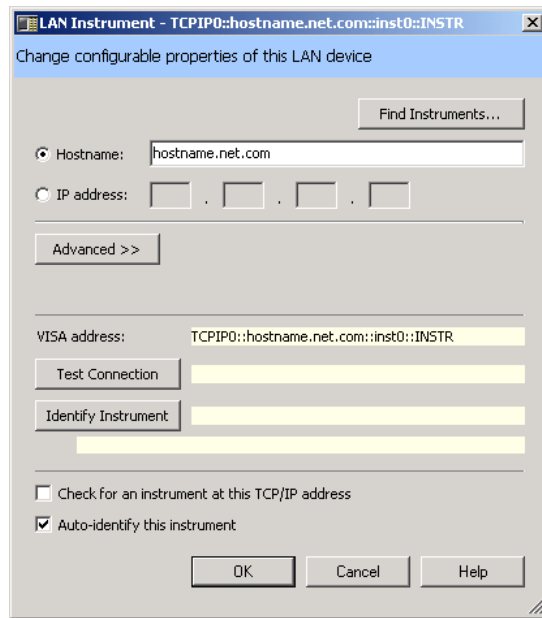 LAN Instrument - TCPIP0::hostname.net.com::inst0::INSTR
Change configurable properties of this LAN device
Find Instruments...
Hostname: hostname.net.com
IP address: . . .
Advanced >>
VISA address: TCPIP0::hostname.net.com::inst0::INSTR
Test Connection
Identify Instrument
Check for an instrument at this TCP/IP address
Auto-identify this instrument
OK Cancel Help